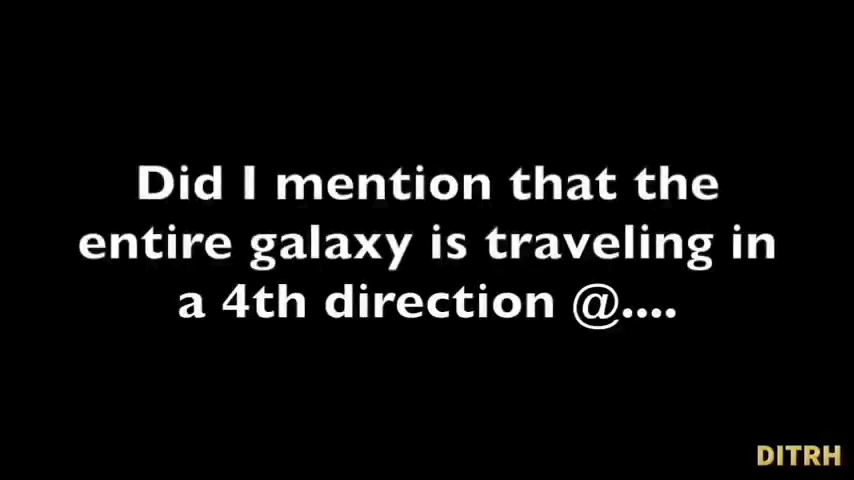 Did I mention that the
entire galaxy is traveling in
a 4th direction @....
DITRH